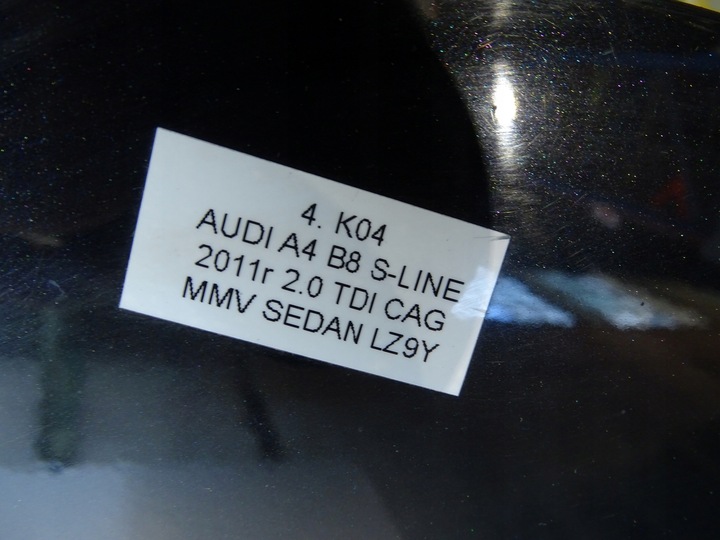 4. K04
AUDI A4 B8 S-LINE
2011r 2.0 TDI CAG
MMV SEDAN LZ9Y